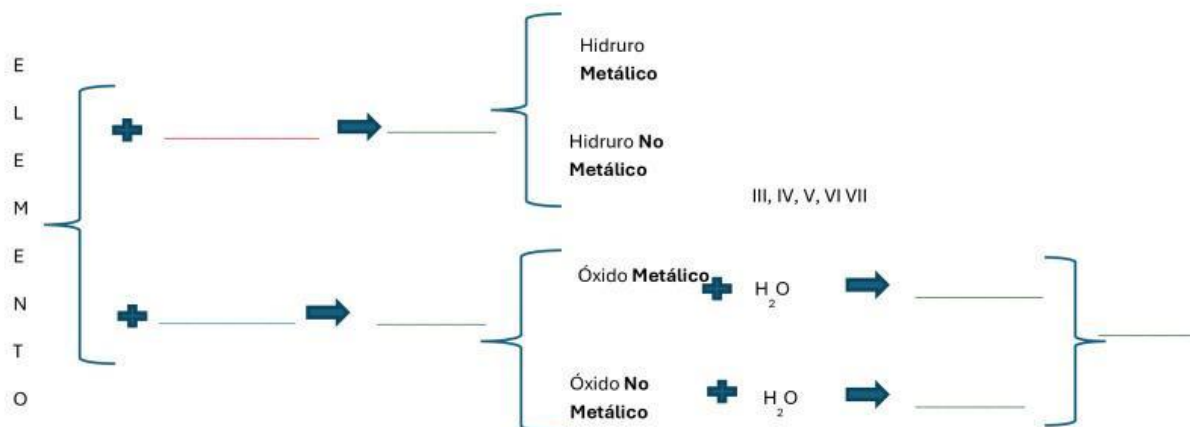 E
L
E
M
E
N
T
O
Hidruro
Metálico
Hidruro No
Metálico
III, IV, V, VI VII
Óxido Metálico
H2O
Óxido No
Metálico
H2O